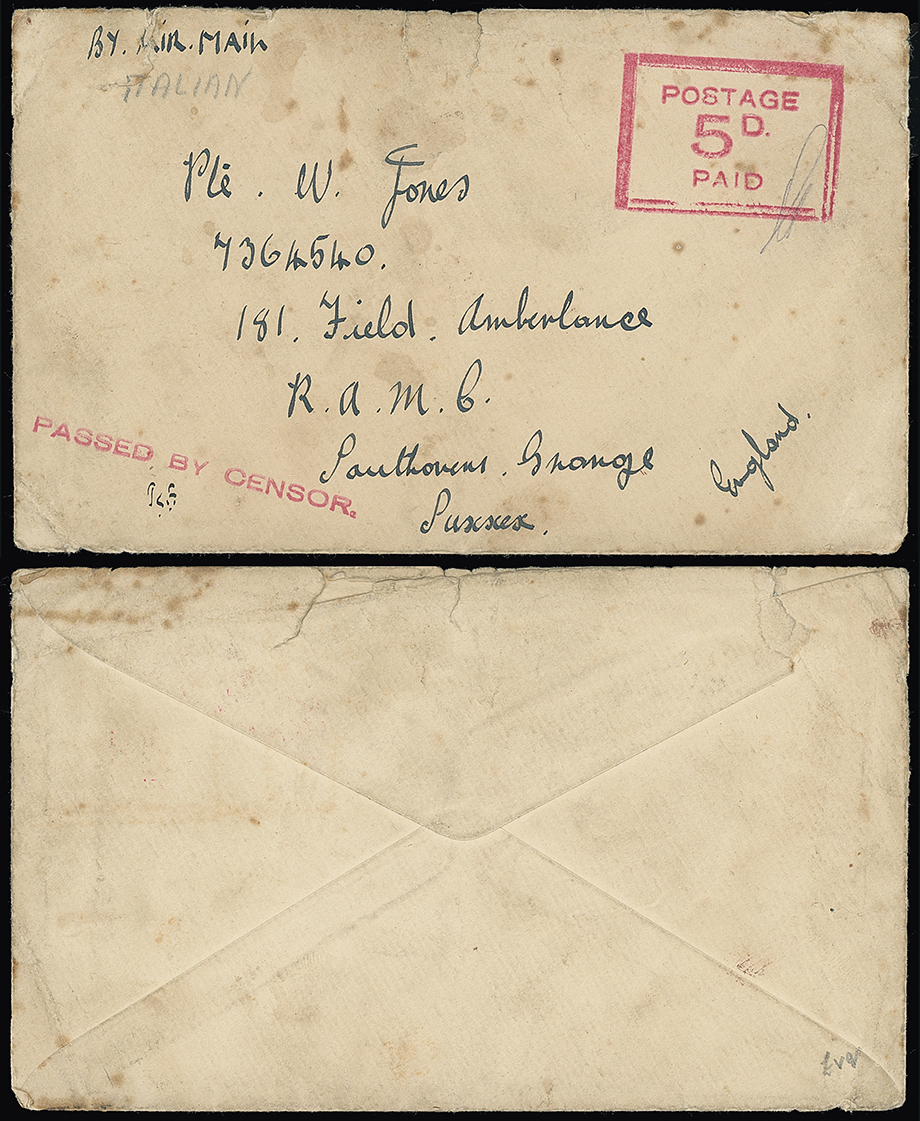 BY. AIR. MAIL
ITALIAN
POSTAGE
5D.
PAID
Pte. W. Jones
7364540.
181. Field. Amberlance
R.A.M.C.
Southovers. Grange
Suxxex.
England.
PASSED BY CENSOR.